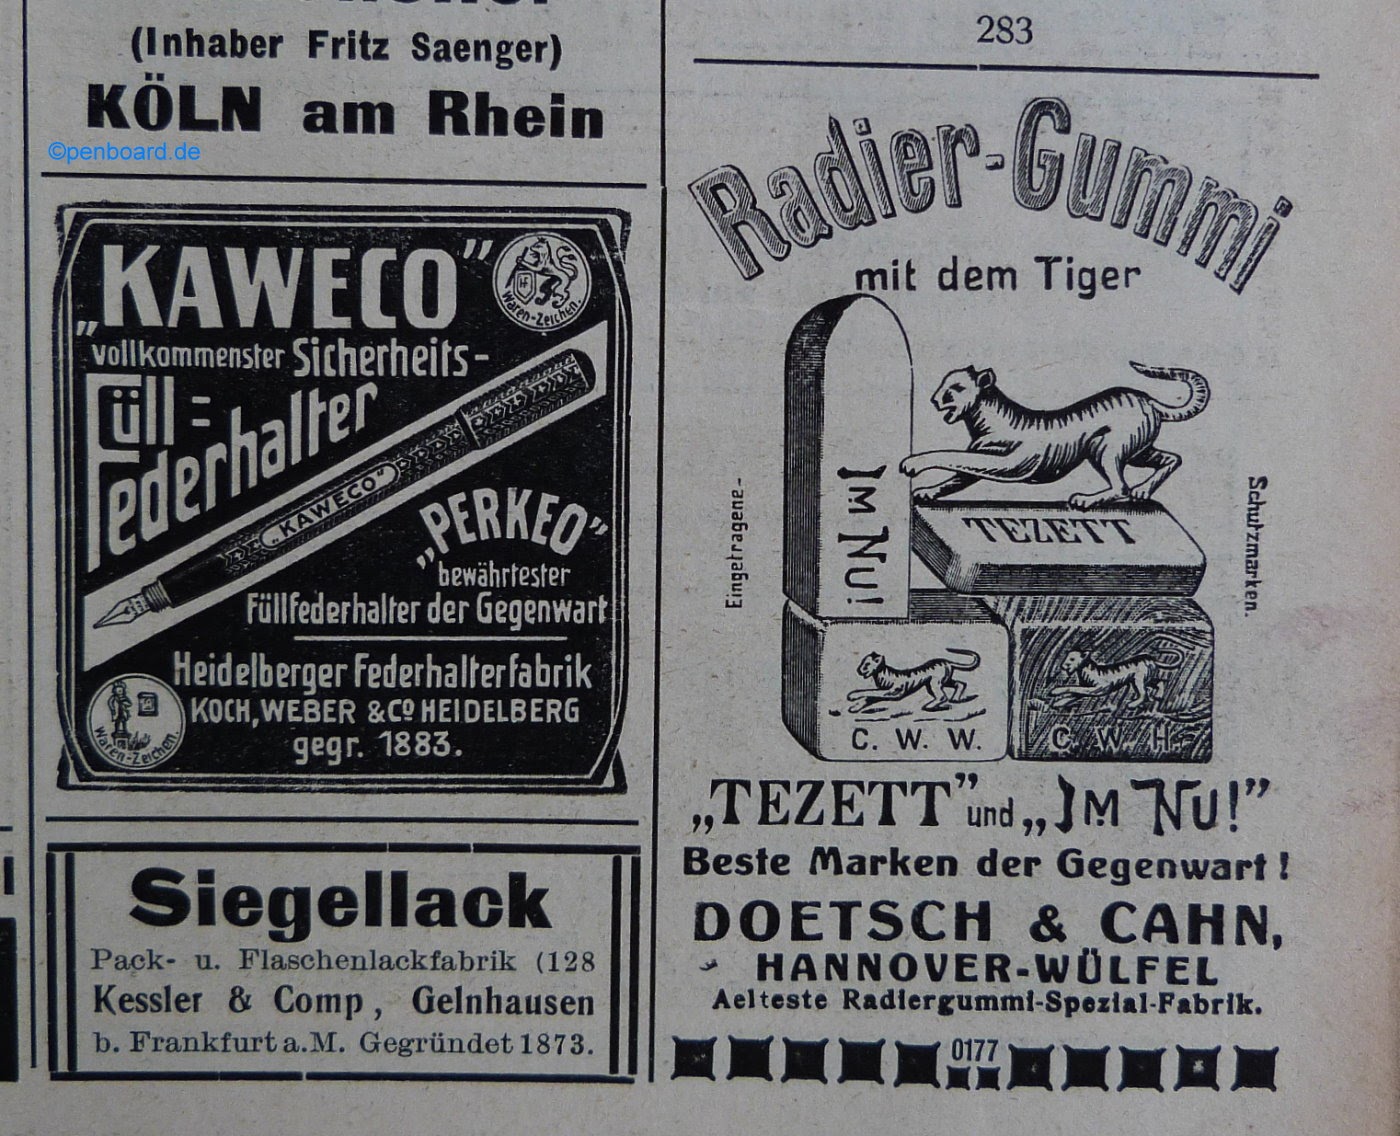 (Inhaber Fritz Saenger)
KÖLN am Rhein
©penboard.de
„KAWECO”
Waren-Zeichen.
vollkommenster Sicherheits-
Füll=
Federhalter
„KAWECO”
„PERKEO”
bewährtester
Füllfederhalter der Gegenwart
Heidelberger Federhalterfabrik
KOCH, WEBER & Co HEIDELBERG
gegr. 1883.
Waren-Zeichen.
Siegellack
Pack- u. Flaschenlackfabrik (128
Kessler & Comp, Gelnhausen
b. Frankfurt a.M. Gegründet 1873.
283
Radier-Gummi
mit dem Tiger
Eingetragene-
Schutzmarken.
IM NU!
TEZETT
C. W. W.
C. W. H.
„TEZETT” und „IM NU!”
Beste Marken der Gegenwart!
DOETSCH & CAHN,
HANNOVER-WÜLFEL
Aelteste Radiergummi-Spezial-Fabrik.
0177